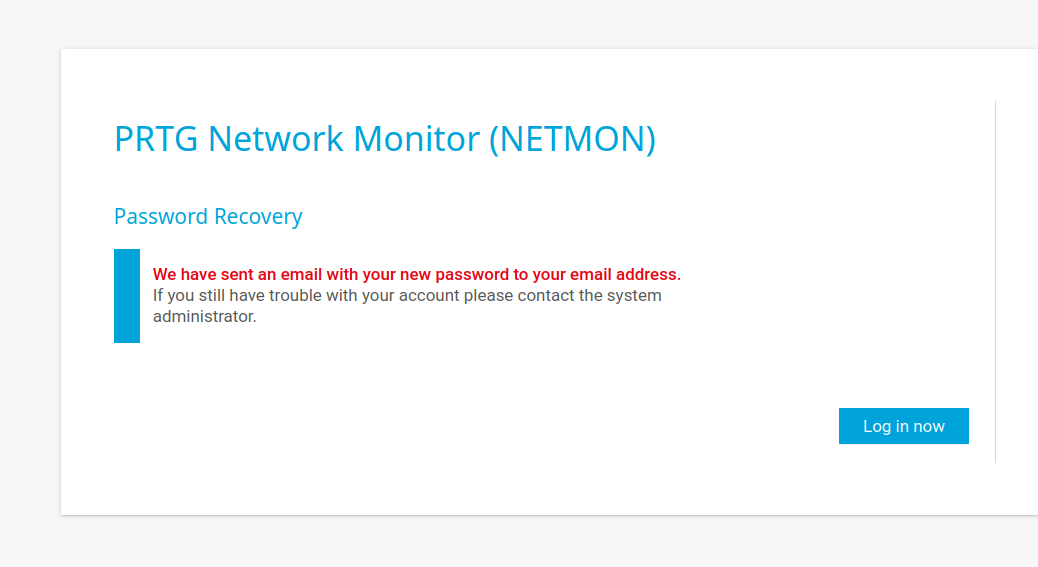 PRTG Network Monitor (NETMON)
Password Recovery
We have sent an email with your new password to your email address.
If you still have trouble with your account please contact the system
administrator.
Log in now